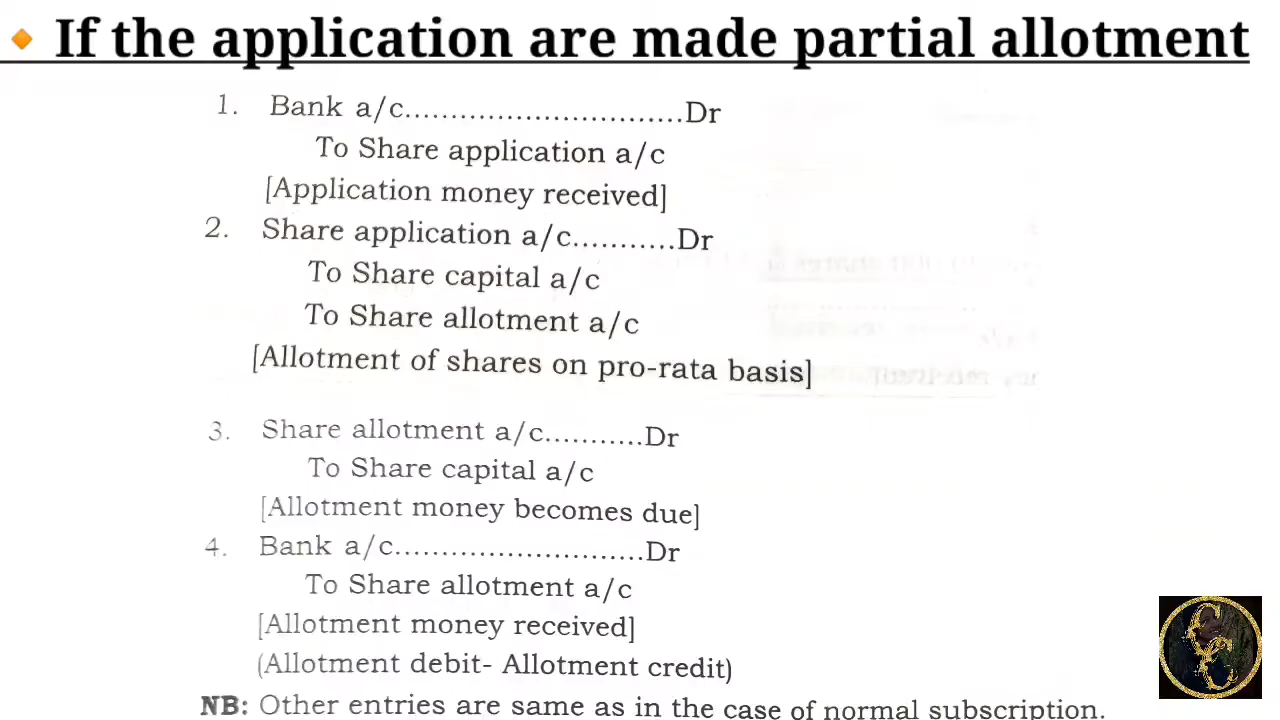 If the application are made partial allotment
1. Bank a/c..............................Dr
To Share application a/c
[Application money received]
2. Share application a/c...........Dr
To Share capital a/c
To Share allotment a/c
[Allotment of shares on pro-rata basis]
3. Share allotment a/c...........Dr
To Share capital a/c
[Allotment money becomes due]
4. Bank a/c...........................Dr
To Share allotment a/c
[Allotment money received]
(Allotment debit- Allotment credit)
NB: Other entries are same as in the case of normal subscription.